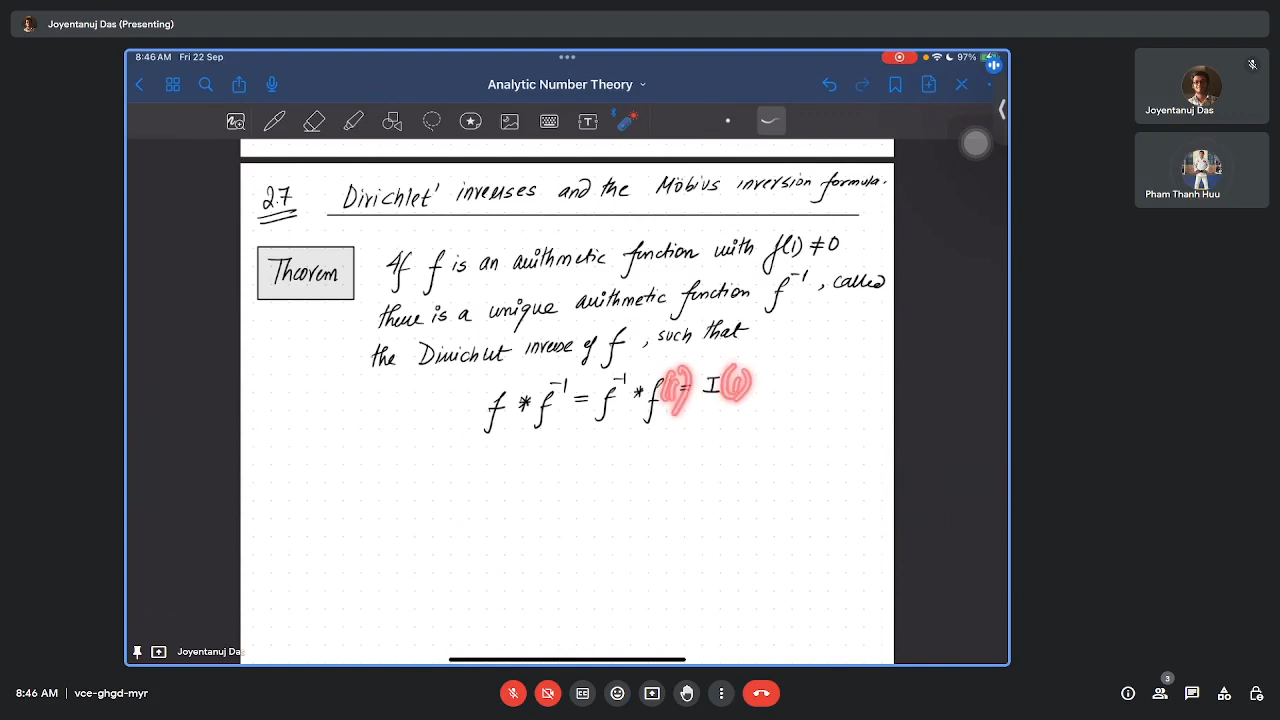 Joyentanuj Das (Presenting)
8:46 AM Fri 22 Sep
97%
Analytic Number Theory
Joyentanuj Das
Pham Thanh Huu
2.7 Dirichlet' inverses and the Möbius inversion formula.
Theorem
If f is an arithmetic function with f(1) ≠ 0
there is a unique arithmetic function f⁻¹, called
the Dirichlet inverse of f, such that
f * f⁻¹ = f⁻¹ * f = I
Joyentanuj Das
8:46 AM | vce-ghgd-myr
3